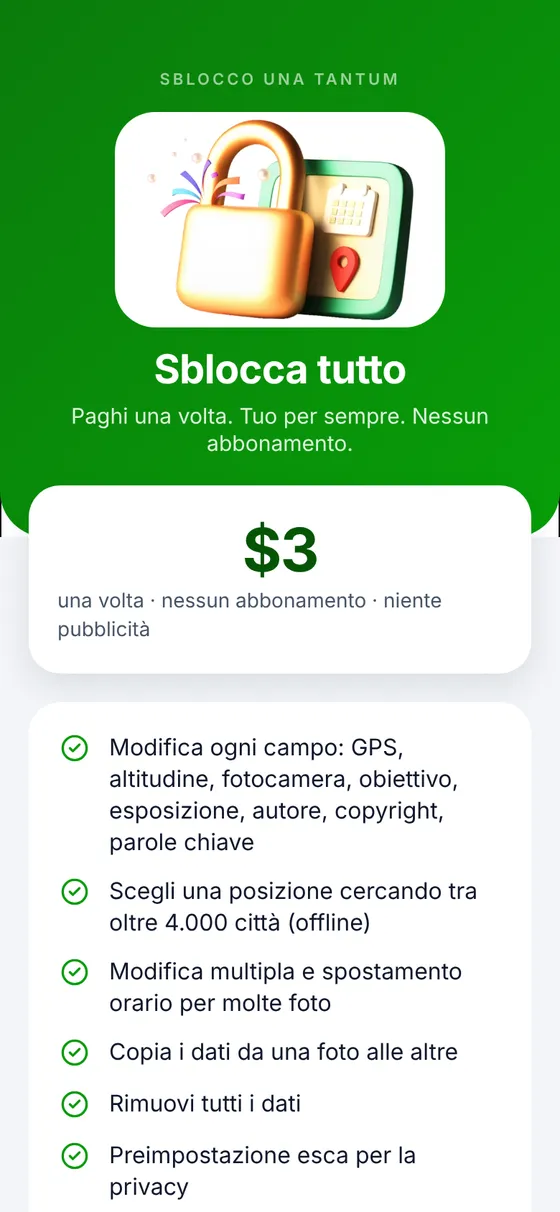 SBLOCCO UNA TANTUM
Sblocca tutto
Paghi una volta. Tuo per sempre. Nessun
abbonamento.
$3
una volta · nessun abbonamento · niente
pubblicità
Modifica ogni campo: GPS,
altitudine, fotocamera, obiettivo,
esposizione, autore, copyright,
parole chiave
Scegli una posizione cercando tra
oltre 4.000 città (offline)
Modifica multipla e spostamento
orario per molte foto
Copia i dati da una foto alle altre
Rimuovi tutti i dati
Preimpostazione esca per la
privacy